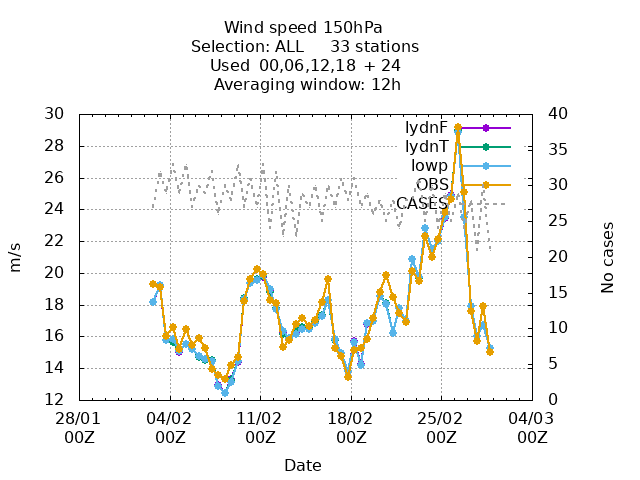 Wind speed 150hPa
Selection: ALL 33 stations
Used 00,06,12,18 + 24
Averaging window: 12h
30
28
26
24
22
20
18
16
14
12
m/s
40
35
30
25
20
15
10
5
0
No cases
lydnF
lydnT
lowp
OBS
CASES
28/01 04/02 11/02 18/02 25/02 04/03
00Z 00Z 00Z 00Z 00Z 00Z
Date